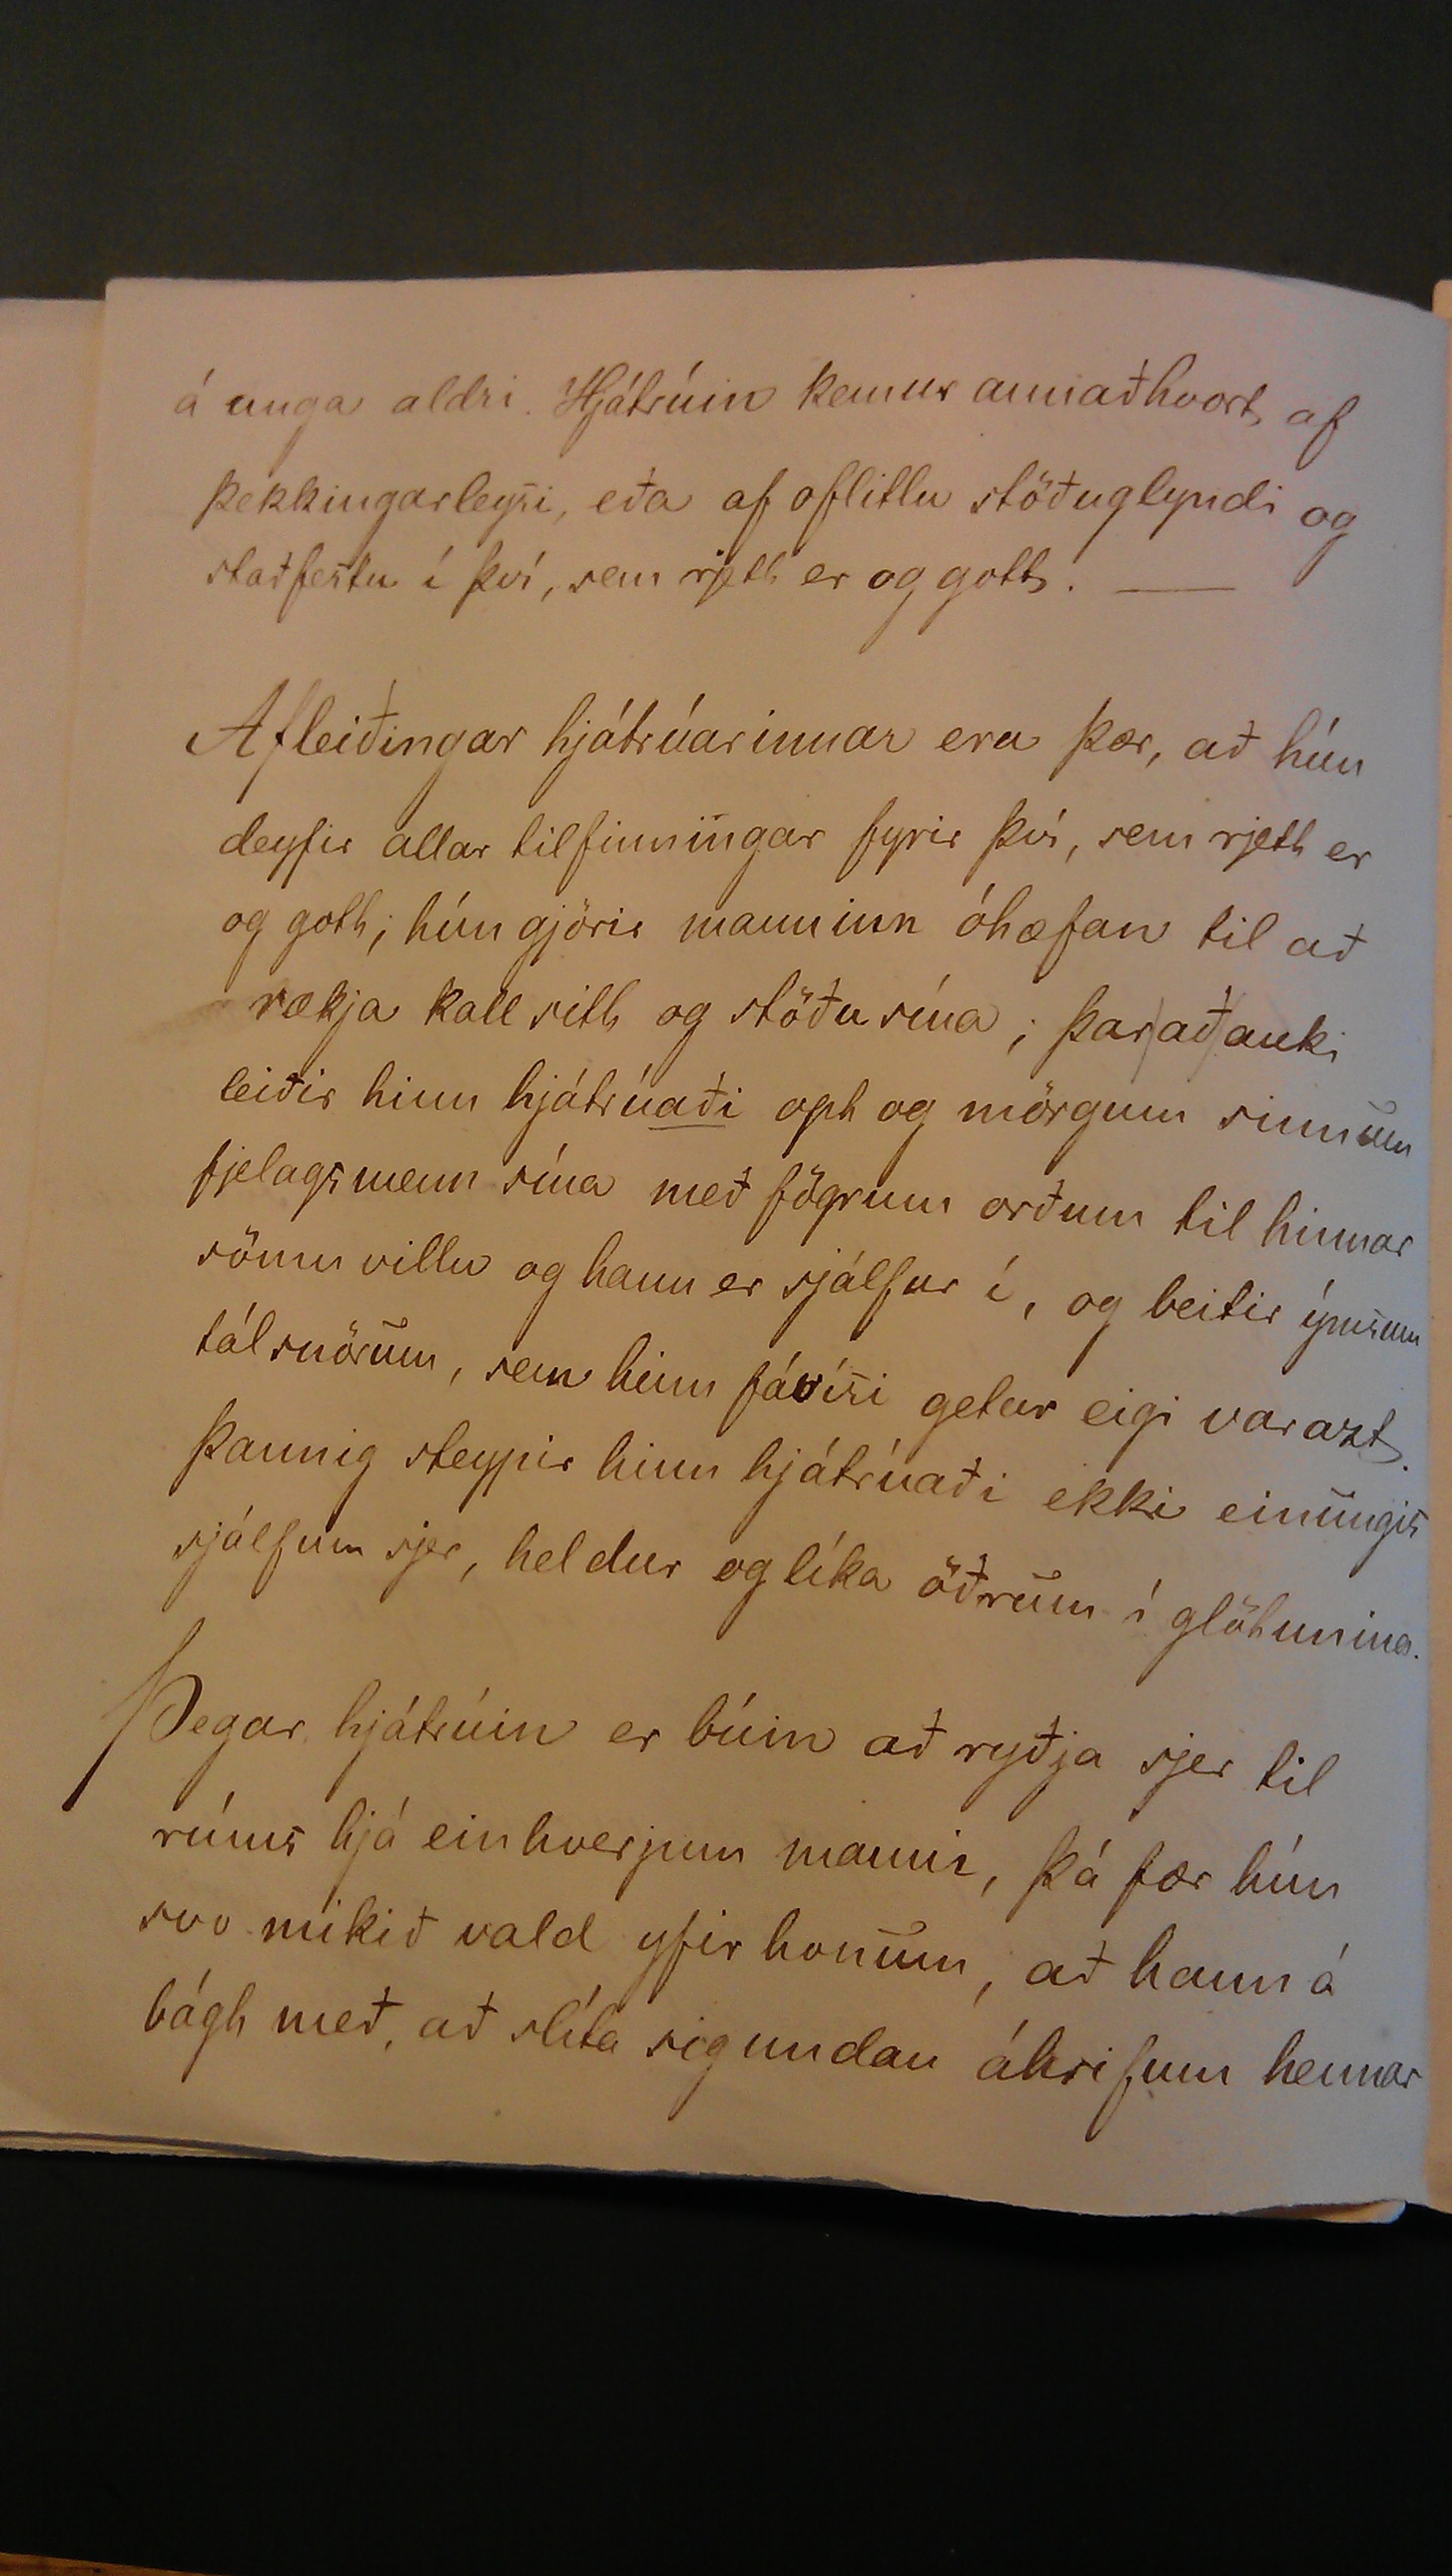 á unga aldri. Hjátrúin kemur annaðhvort af
þekkingarleysi, eða af oflitlu stöðuglyndi og
staðfestu í því, sem rjett er og gott. —
Afleiðingar hjátrúarinnar eru þær, að hún
deyfir allar tilfinningar fyrir því, sem rjett er
og gott; hún gjörir manninn óhæfan til að
rækja kall sitt og stöðu sína; þar að auki
leiðir hinn hjátrúaði opt og mörgum sinnum
fjelagsmenn sína með fögrum orðum til hinnar
sömu villu og hann er sjálfur í, og beitir ýmsum
tálsnörum, sem hinn fávísi getur eigi varazt.
Þannig steypir hinn hjátrúaði ekki einungis
sjálfum sjer, heldur og líka öðrum í glötunina.
Þegar hjátrúin er búin að ryðja sjer til
rúms hjá einhverjum manni, þá fær hún
svo mikið vald yfir honum, að hann á
bágt með, að slíta sig undan áhrifum hennar